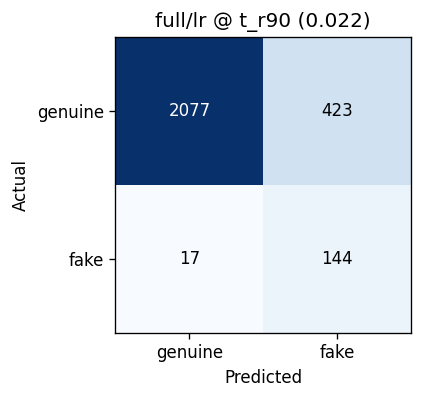 full/lr @ t_r90 (0.022)
Actual
genuine 2077 423
fake 17 144
genuine fake
Predicted